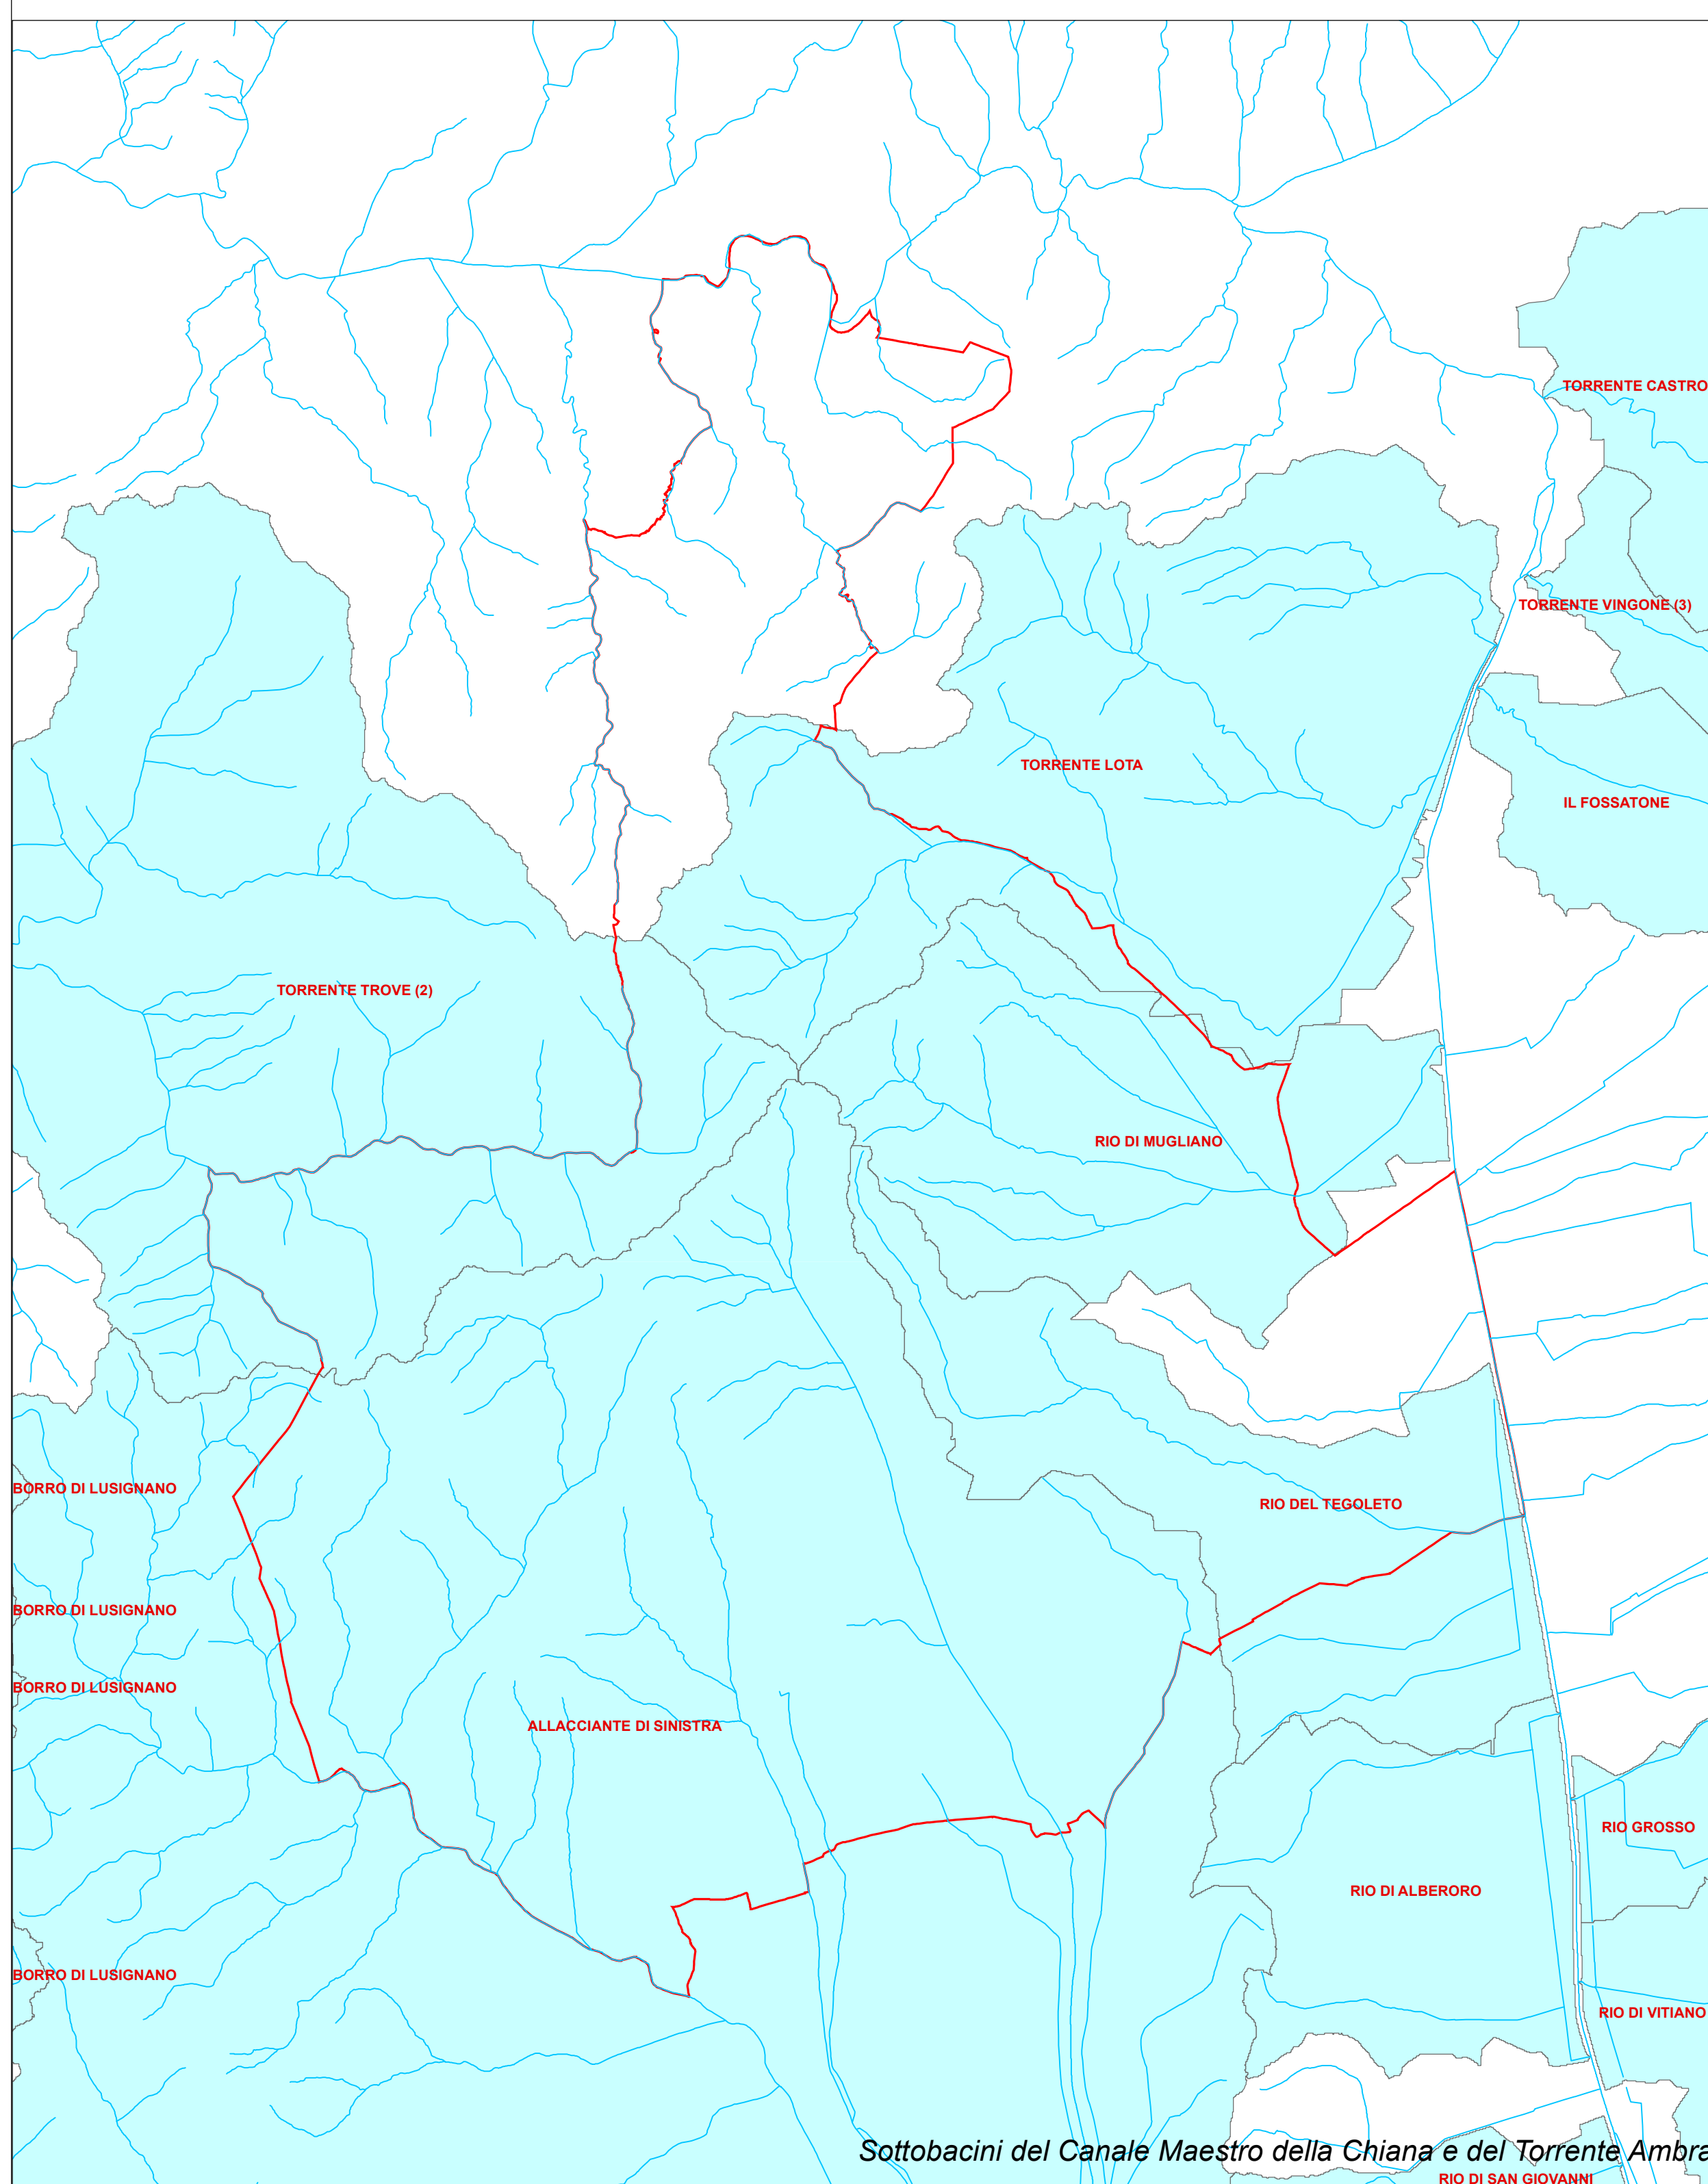 TORRENTE CASTRO
TORRENTE VINGONE (3)
TORRENTE LOTA
IL FOSSATONE
TORRENTE TROVE (2)
RIO DI MUGLIANO
BORRO DI LUSIGNANO
RIO DEL TEGOLETO
BORRO DI LUSIGNANO
BORRO DI LUSIGNANO
ALLACCIANTE DI SINISTRA
RIO GROSSO
RIO DI ALBERORO
BORRO DI LUSIGNANO
RIO DI VITIANO
Sottobacini del Canale Maestro della Chiana e del Torrente Ambra
RIO DI SAN GIOVANNI